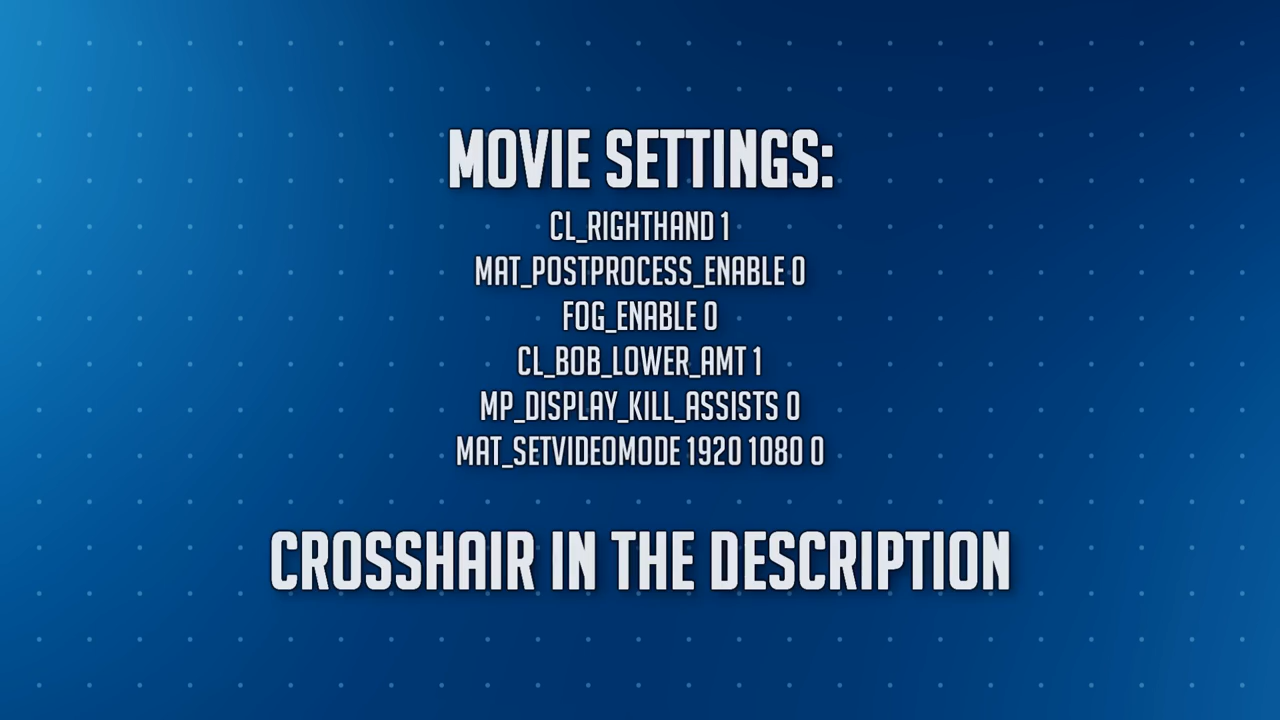 MOVIE SETTINGS:
CL_RIGHTHAND 1
MAT_POSTPROCESS_ENABLE 0
FOG_ENABLE 0
CL_BOB_LOWER_AMT 1
MP_DISPLAY_KILL_ASSISTS 0
MAT_SETVIDEOMODE 1920 1080 0
CROSSHAIR IN THE DESCRIPTION